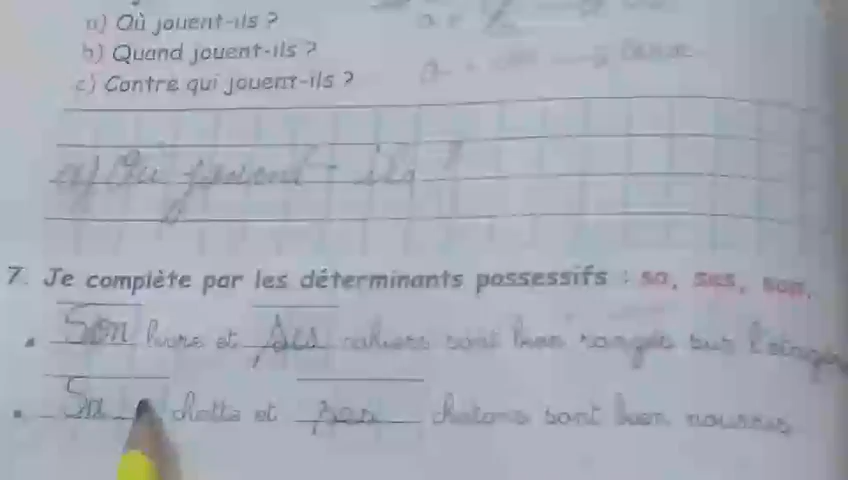 a) Où jouent-ils ?
b) Quand jouent-ils ?
c) Contre qui jouent-ils ?
a) Où jouent-ils ?
7. Je complète par les déterminants possessifs : sa, ses, son.
. Son livre et ses cahiers sont bien rangés sur l'étagère
. Sa chatte et ses chatons sont bien nourris